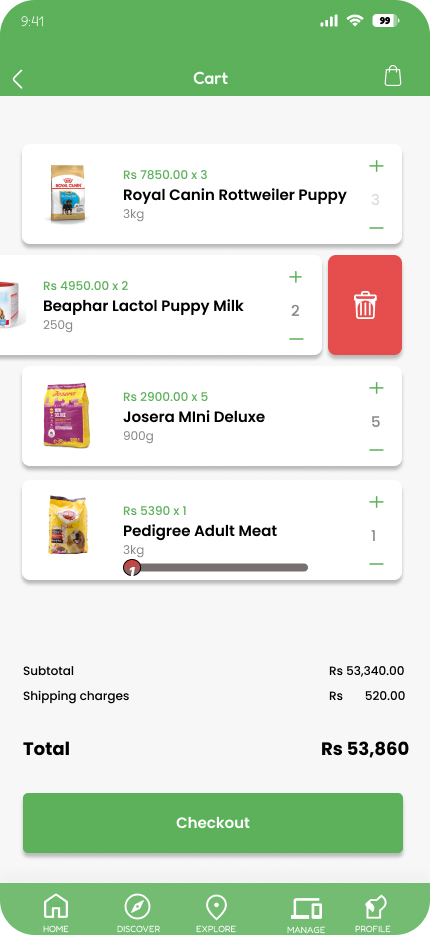 9:41
99
Cart
Rs 7850.00 x 3
Royal Canin Rottweiler Puppy
3kg
3
Rs 4950.00 x 2
Beaphar Lactol Puppy Milk
250g
2
Rs 2900.00 x 5
Josera MIni Deluxe
900g
5
Rs 5390 x 1
Pedigree Adult Meat
3kg
1
1
Subtotal Rs 53,340.00
Shipping charges Rs 520.00
Total Rs 53,860
Checkout
HOME DISCOVER EXPLORE MANAGE PROFILE